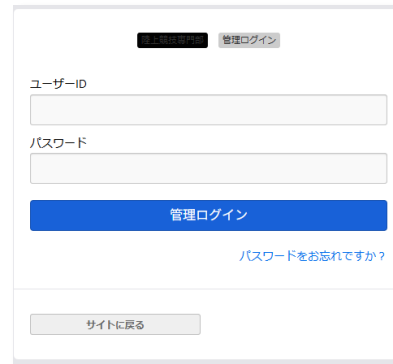 陸上競技専門部 管理ログイン
ユーザーID
パスワード
管理ログイン
パスワードをお忘れですか？
サイトに戻る